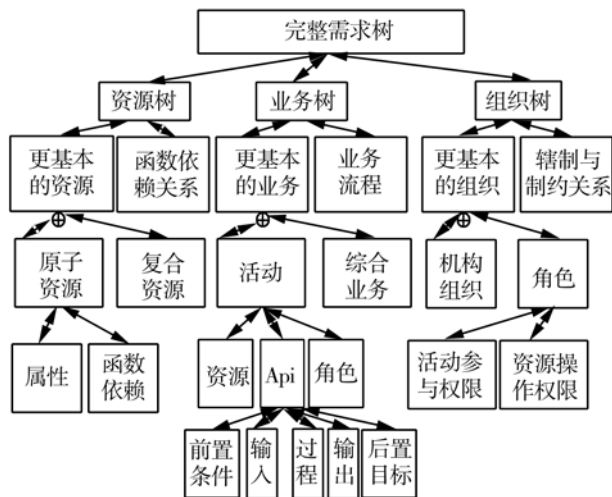 完整需求树
资源树
业务树
组织树
更基本
的资源
函数依
赖关系
更基本
的业务
业务
流程
更基本
的组织
辖制与
制约关系
原子
资源
复合
资源
活动
综合
业务
机构
组织
角色
属性
函数
依赖
资源
Api
角色
活动参
与权限
资源操
作权限
前置
条件
输
入
过
程
输
出
后置
目标